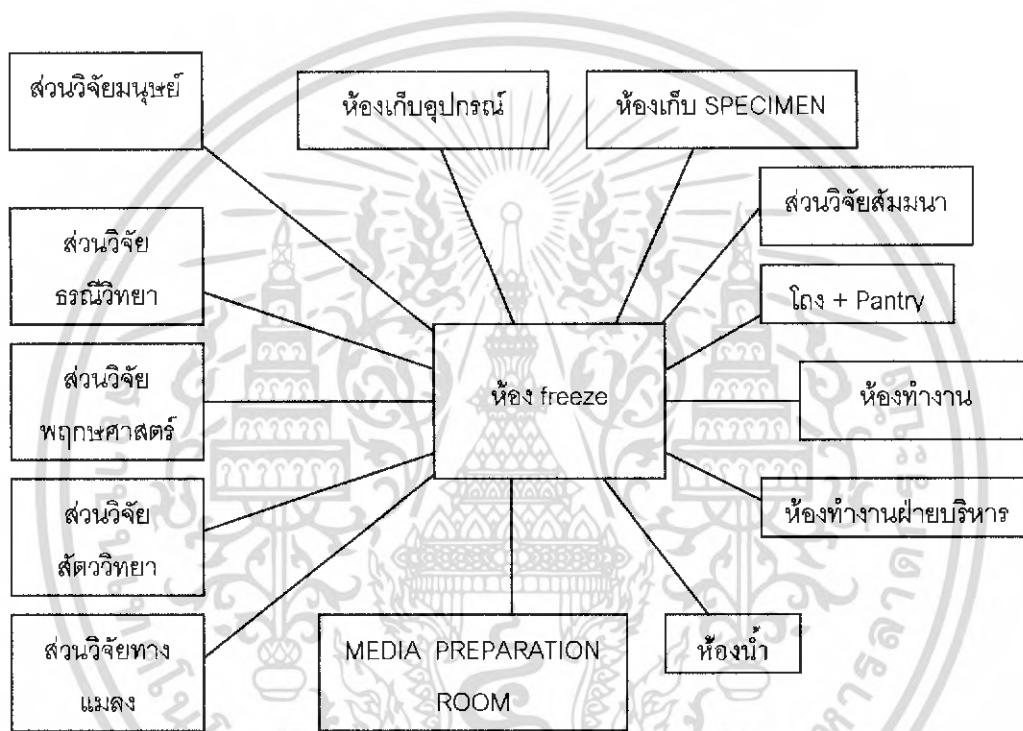 ส่วนวิจัยมนุษย์
ห้องเก็บอุปกรณ์
ห้องเก็บ SPECIMEN
ส่วนวิจัยสัมมนา
ส่วนวิจัย
ธรณีวิทยา
โถง + Pantry
ส่วนวิจัย
พฤกษศาสตร์
ห้อง freeze
ห้องทำงาน
ส่วนวิจัย
สัตววิทยา
ห้องทำงานฝ่ายบริหาร
ส่วนวิจัยทาง
แมลง
MEDIA PREPARATION
ROOM
ห้องน้ำ